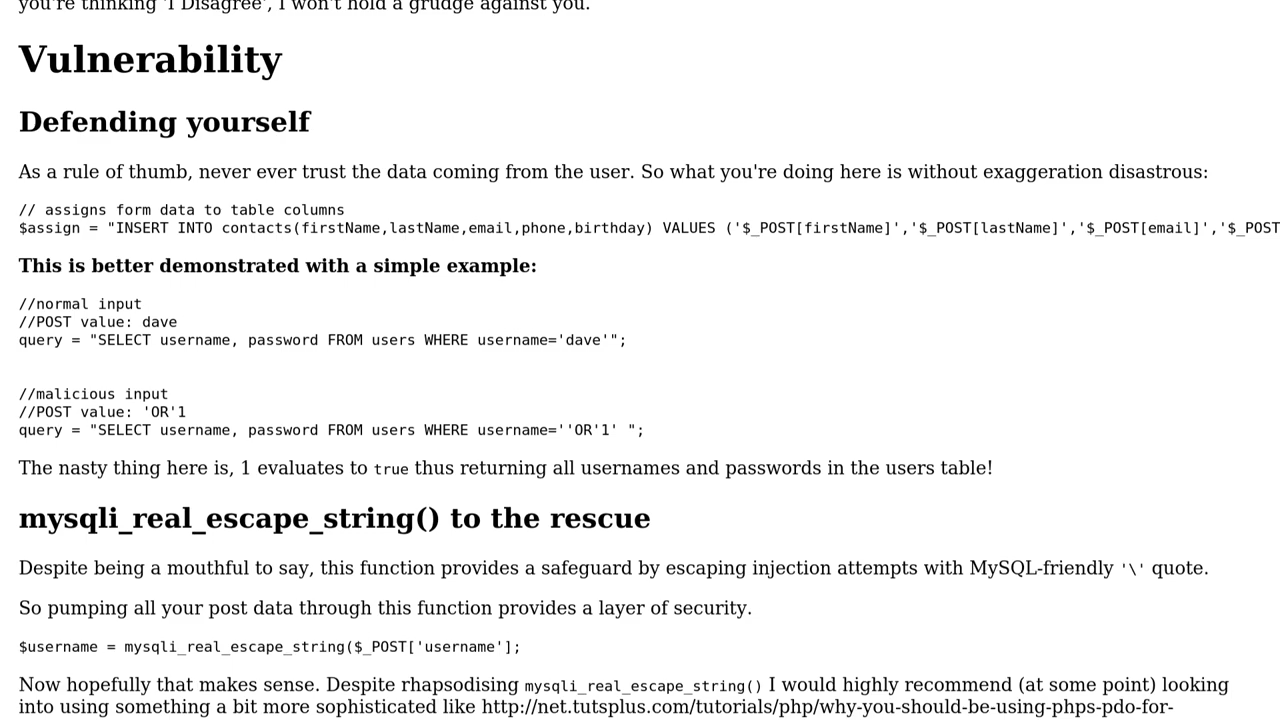 you're thinking 'I Disagree', I won't hold a grudge against you.
Vulnerability
Defending yourself
As a rule of thumb, never ever trust the data coming from the user. So what you're doing here is without exaggeration disastrous:
// assigns form data to table columns
$assign = "INSERT INTO contacts(firstName,lastName,email,phone,birthday) VALUES ('$_POST[firstName]','$_POST[lastName]','$_POST[email]','$_POST
This is better demonstrated with a simple example:
//normal input
//POST value: dave
query = "SELECT username, password FROM users WHERE username='dave'";
//malicious input
//POST value: 'OR'1
query = "SELECT username, password FROM users WHERE username=''OR'1' ";
The nasty thing here is, 1 evaluates to true thus returning all usernames and passwords in the users table!
mysqli_real_escape_string() to the rescue
Despite being a mouthful to say, this function provides a safeguard by escaping injection attempts with MySQL-friendly '\' quote.
So pumping all your post data through this function provides a layer of security.
$username = mysqli_real_escape_string($_POST['username'];
Now hopefully that makes sense. Despite rhapsodising mysqli_real_escape_string() I would highly recommend (at some point) looking
into using something a bit more sophisticated like http://net.tutsplus.com/tutorials/php/why-you-should-be-using-phps-pdo-for-